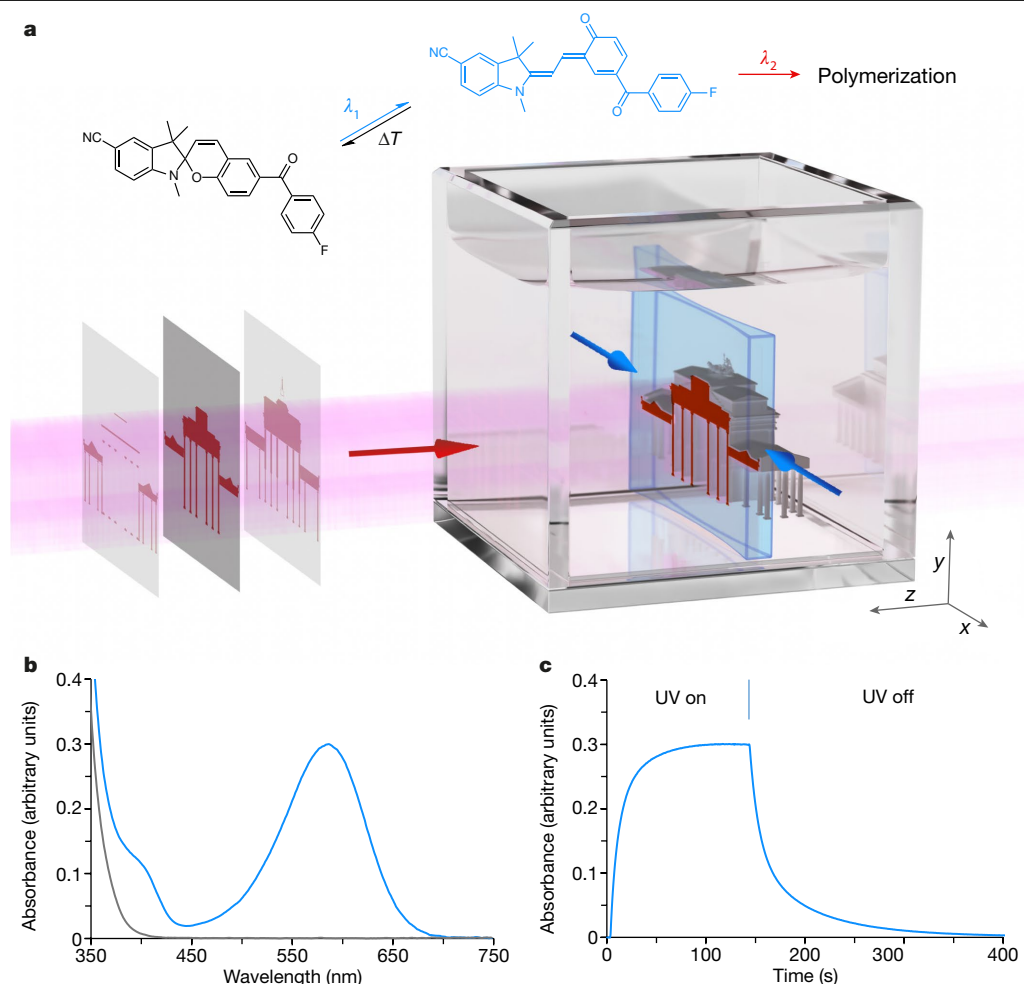 a
O
NC
N
O
F
λ2
Polymerization
λ1
ΔT
NC
N
O
O
F
y
z
x
b
c
0.4
0.3
0.2
0.1
0
Absorbance (arbitrary units)
350
450
550
650
750
Wavelength (nm)
0.4
0.3
0.2
0.1
0
Absorbance (arbitrary units)
UV on
UV off
0
100
200
300
400
Time (s)